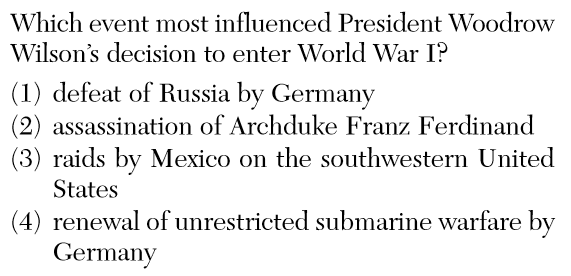 Which event most influenced President Woodrow
Wilson’s decision to enter World War I?
(1) defeat of Russia by Germany
(2) assassination of Archduke Franz Ferdinand
(3) raids by Mexico on the southwestern United
States
(4) renewal of unrestricted submarine warfare by
Germany